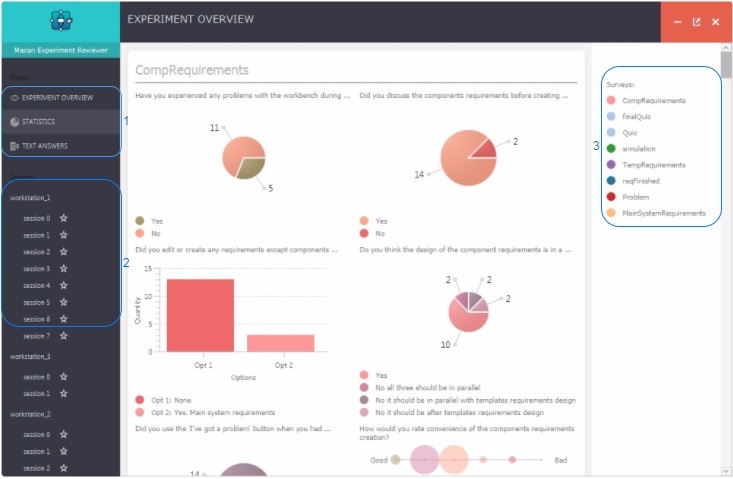 EXPERIMENT OVERVIEW
Macon Experiment Reviewer
EXPERIMENT OVERVIEW
STATISTICS
TEXT ANSWERS
1
workstation_1
session 0
session 1
session 2
session 3
session 4
session 5
session 6
session 7
2
workstation_3
session 0
session 1
workstation_2
session 0
session 1
session 2
CompRequirements
Have you experienced any problems with the workbench during ...
11
5
Yes
No
Did you discuss the components requirements before creating ...
2
14
Yes
No
Did you edit or create any requirements except components ...
15
10
5
0
Quantity
Opt 1
Opt 2
Options
Opt 1: None
Opt 2: Yes. Main system requirements
Do you think the design of the component requirements is in a ...
2
2
2
10
Yes
No all three should be in parallel
No it should be in parallel with templates requirements design
No it should be after templates requirements design
Did you use the 'I've got a problem' button when you had ...
14
How would you rate convenience of the components requirements
creation?
Good
Bad
3
Surveys:
CompRequirements
finalQuiz
Quiz
simulation
TempRequirements
reqFinished
Problem
MainSystemRequirements